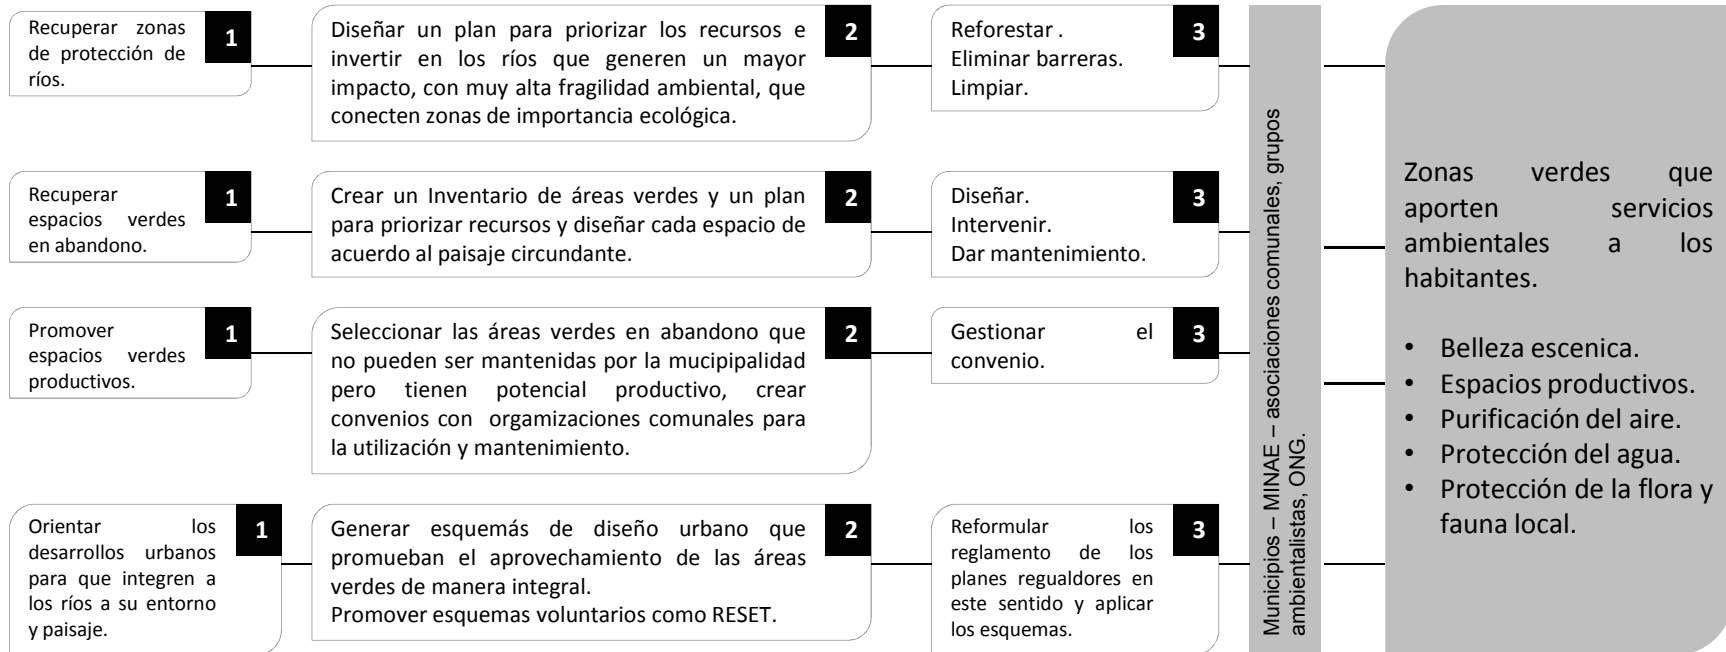 Recuperar zonas
de protección de
ríos.
1
Diseñar un plan para priorizar los recursos e
invertir en los ríos que generen un mayor
impacto, con muy alta fragilidad ambiental, que
conecten zonas de importancia ecológica.
2
Reforestar .
Eliminar barreras.
Limpiar.
3
Recuperar
espacios verdes
en abandono.
1
Crear un Inventario de áreas verdes y un plan
para priorizar recursos y diseñar cada espacio de
acuerdo al paisaje circundante.
2
Diseñar.
Intervenir.
Dar mantenimiento.
3
Promover
espacios verdes
productivos.
1
Seleccionar las áreas verdes en abandono que
no pueden ser mantenidas por la mucipipalidad
pero tienen potencial productivo, crear
convenios con organizaciones comunales para
la utilización y mantenimiento.
2
Gestionar el
convenio.
3
Orientar los
desarrollos urbanos
para que integren a
los ríos a su entorno
y paisaje.
1
Generar esquemás de diseño urbano que
promueban el aprovechamiento de las áreas
verdes de manera integral.
Promover esquemas voluntarios como RESET.
2
Reformular los
reglamento de los
planes regualdores en
este sentido y aplicar
los esquemas.
3
Municipios – MINAE – asociaciones comunales, grupos
ambientalistas, ONG.
Zonas verdes que
aporten servicios
ambientales a los
habitantes.
• Belleza escenica.
• Espacios productivos.
• Purificación del aire.
• Protección del agua.
• Protección de la flora y
fauna local.